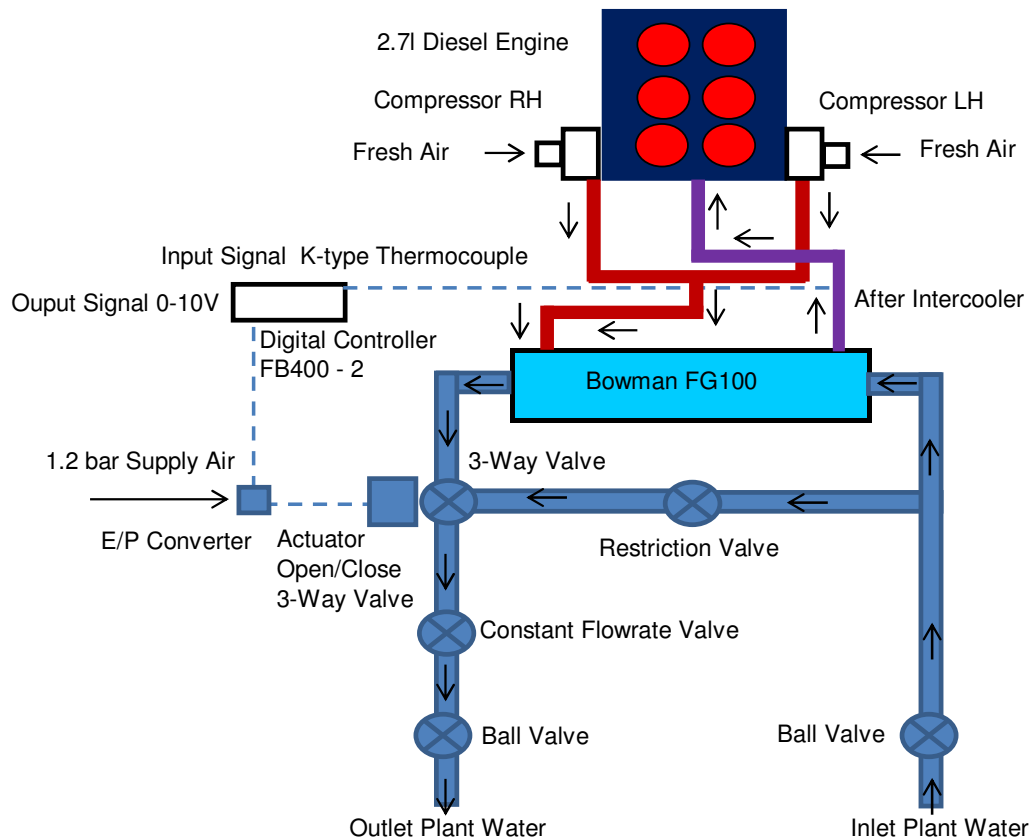 2.7l Diesel Engine
Compressor RH
Compressor LH
Fresh Air
Fresh Air
Input Signal  K-type Thermocouple
Ouput Signal 0-10V
After Intercooler
Digital Controller
FB400 - 2
Bowman FG100
1.2 bar Supply Air
3-Way Valve
E/P Converter
Actuator
Open/Close
3-Way Valve
Restriction Valve
Constant Flowrate Valve
Ball Valve
Ball Valve
Outlet Plant Water
Inlet Plant Water